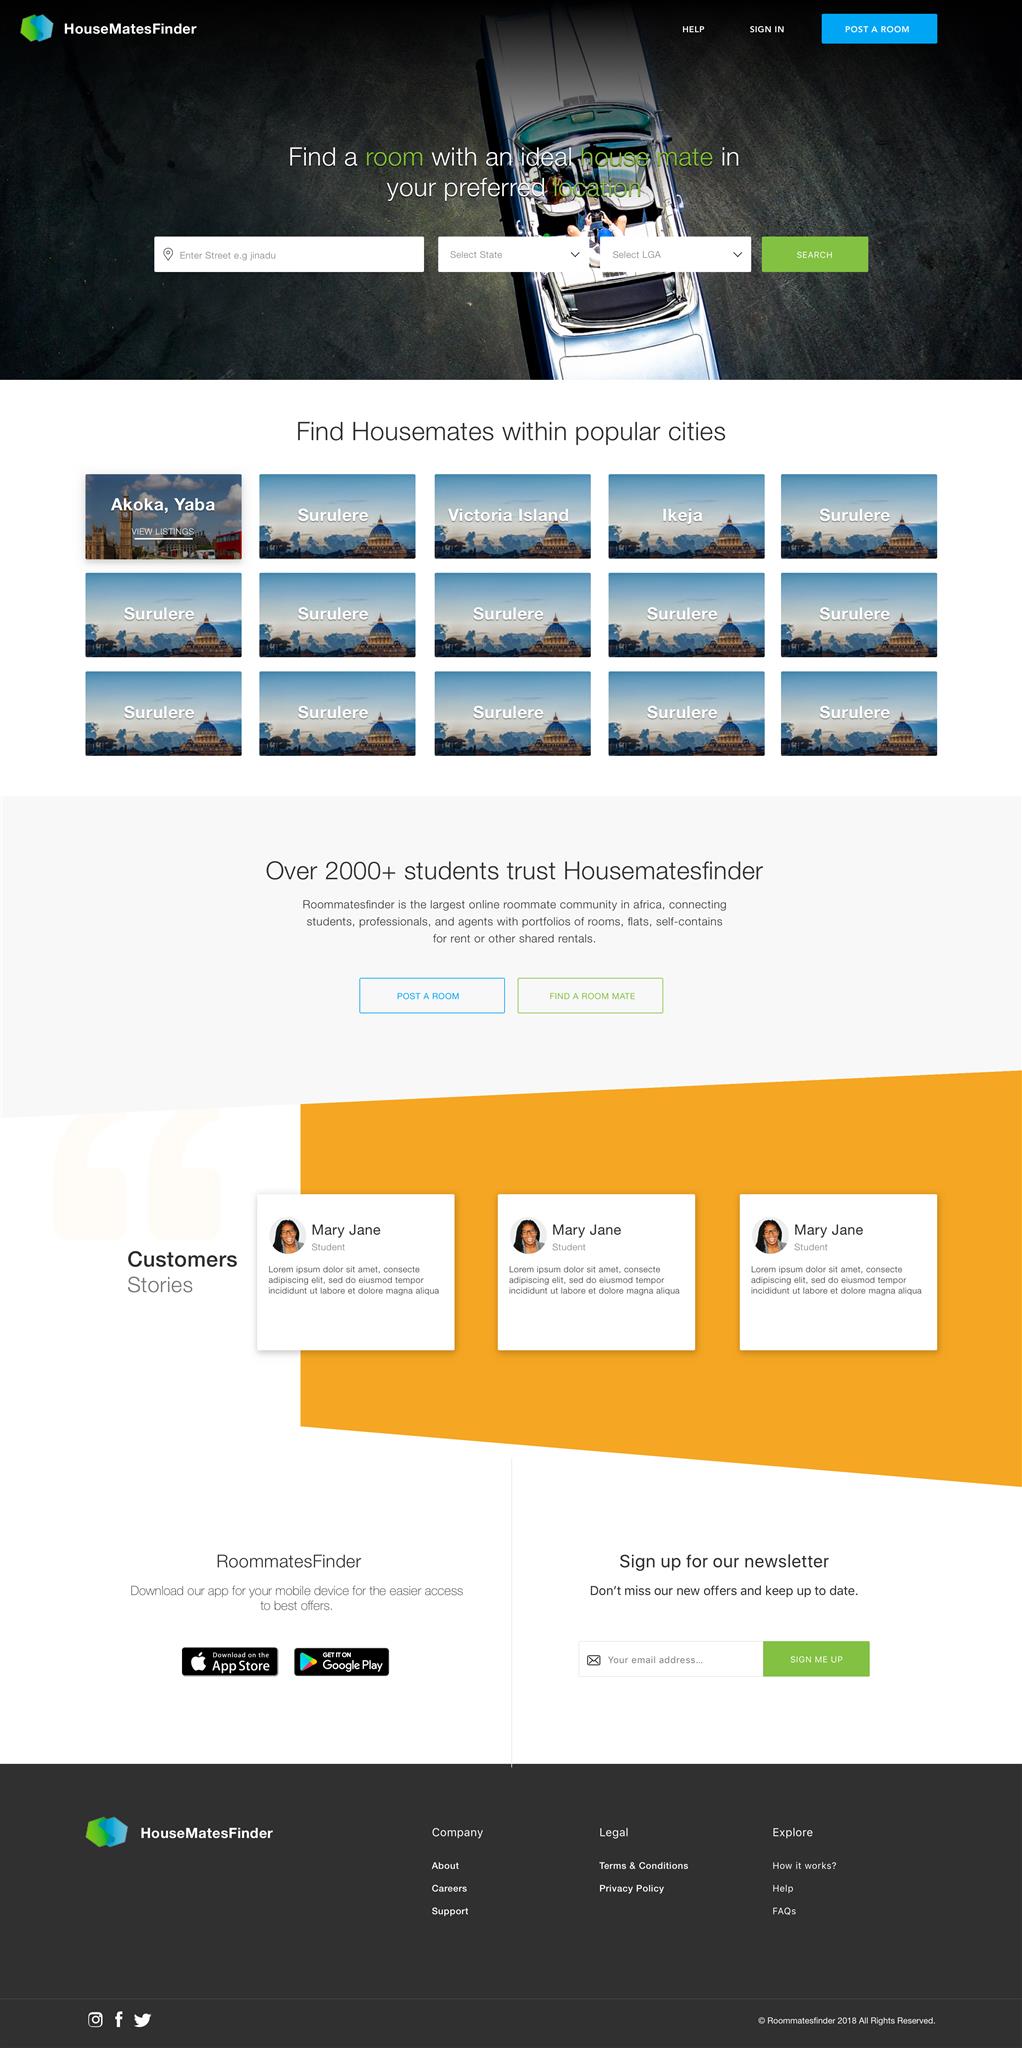 HouseMatesFinder
HELP
SIGN IN
POST A ROOM
Find a room with an ideal house mate in
your preferred location
Enter Street e.g jinadu
Select State
Select LGA
SEARCH
Find Housemates within popular cities
Akoka, Yaba
VIEW LISTINGS
Surulere
Victoria Island
Ikeja
Surulere
Surulere
Surulere
Surulere
Surulere
Surulere
Surulere
Surulere
Surulere
Surulere
Surulere
Over 2000+ students trust Housematesfinder
Roommatesfinder is the largest online roommate community in africa, connecting
students, professionals, and agents with portfolios of rooms, flats, self-contains
for rent or other shared rentals.
POST A ROOM
FIND A ROOM MATE
“
Customers
Stories
Mary Jane
Student
Lorem ipsum dolor sit amet, consecte
adipiscing elit, sed do eiusmod tempor
incididunt ut labore et dolore magna aliqua
Mary Jane
Student
Lorem ipsum dolor sit amet, consecte
adipiscing elit, sed do eiusmod tempor
incididunt ut labore et dolore magna aliqua
Mary Jane
Student
Lorem ipsum dolor sit amet, consecte
adipiscing elit, sed do eiusmod tempor
incididunt ut labore et dolore magna aliqua
RoommatesFinder
Download our app for your mobile device for the easier access
to best offers.
Download on the
App Store
GET IT ON
Google Play
Sign up for our newsletter
Don't miss our new offers and keep up to date.
Your email address...
SIGN ME UP
HouseMatesFinder
Company
About
Careers
Support
Legal
Terms & Conditions
Privacy Policy
Explore
How it works?
Help
FAQs
© Roommatesfinder 2018 All Rights Reserved.